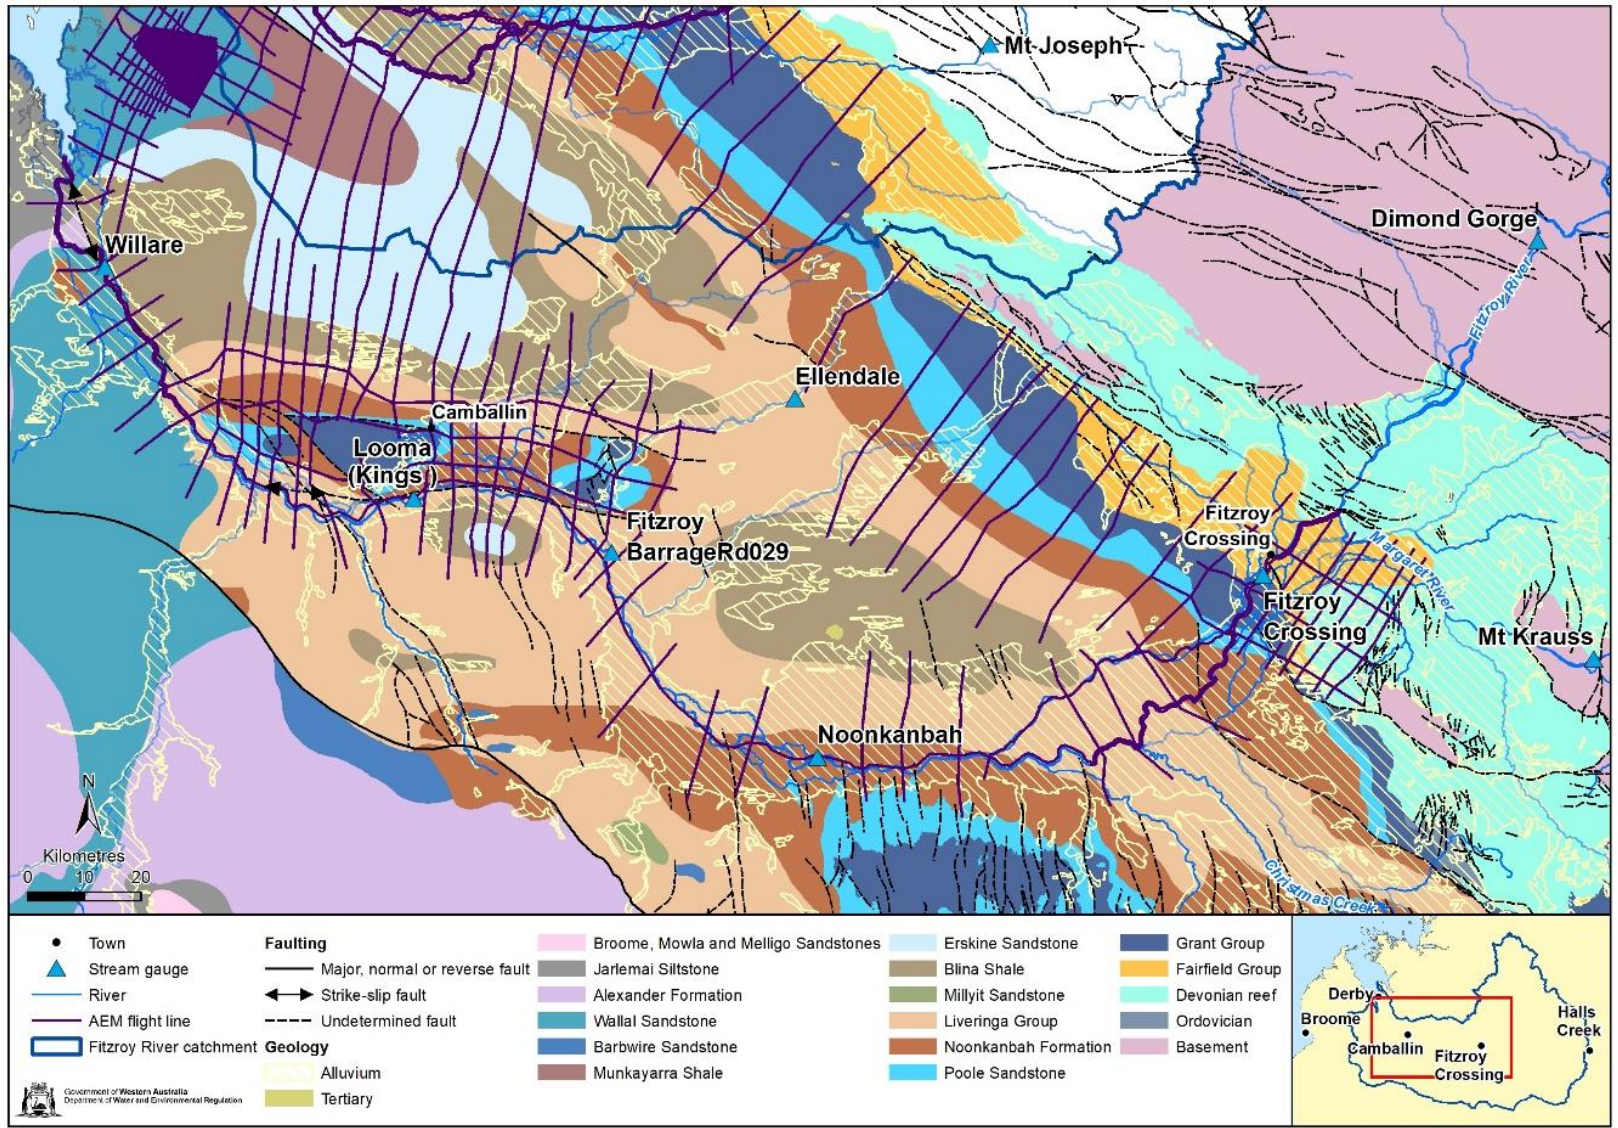 Mt Joseph
Dimond Gorge
Willare
Fitzroy River
Ellendale
Camballin
Looma
(Kings )
Fitzroy
Crossing
Fitzroy
BarrageRd029
Margaret River
Fitzroy
Crossing
Mt Krauss
Noonkanbah
Christmas Creek
N
Kilometres
0 10 20
Town
Stream gauge
River
AEM flight line
Fitzroy River catchment
Government of Western Australia
Department of Water and Environmental Regulation
Faulting
Major, normal or reverse fault
Strike-slip fault
Undetermined fault
Geology
Alluvium
Tertiary
Broome, Mowla and Melligo Sandstones
Jarlemai Siltstone
Alexander Formation
Wallal Sandstone
Barbwire Sandstone
Munkayarra Shale
Erskine Sandstone
Blina Shale
Millyit Sandstone
Liveringa Group
Noonkanbah Formation
Poole Sandstone
Grant Group
Fairfield Group
Devonian reef
Ordovician
Basement
Derby
Broome
Halls
Creek
Camballin
Fitzroy
Crossing